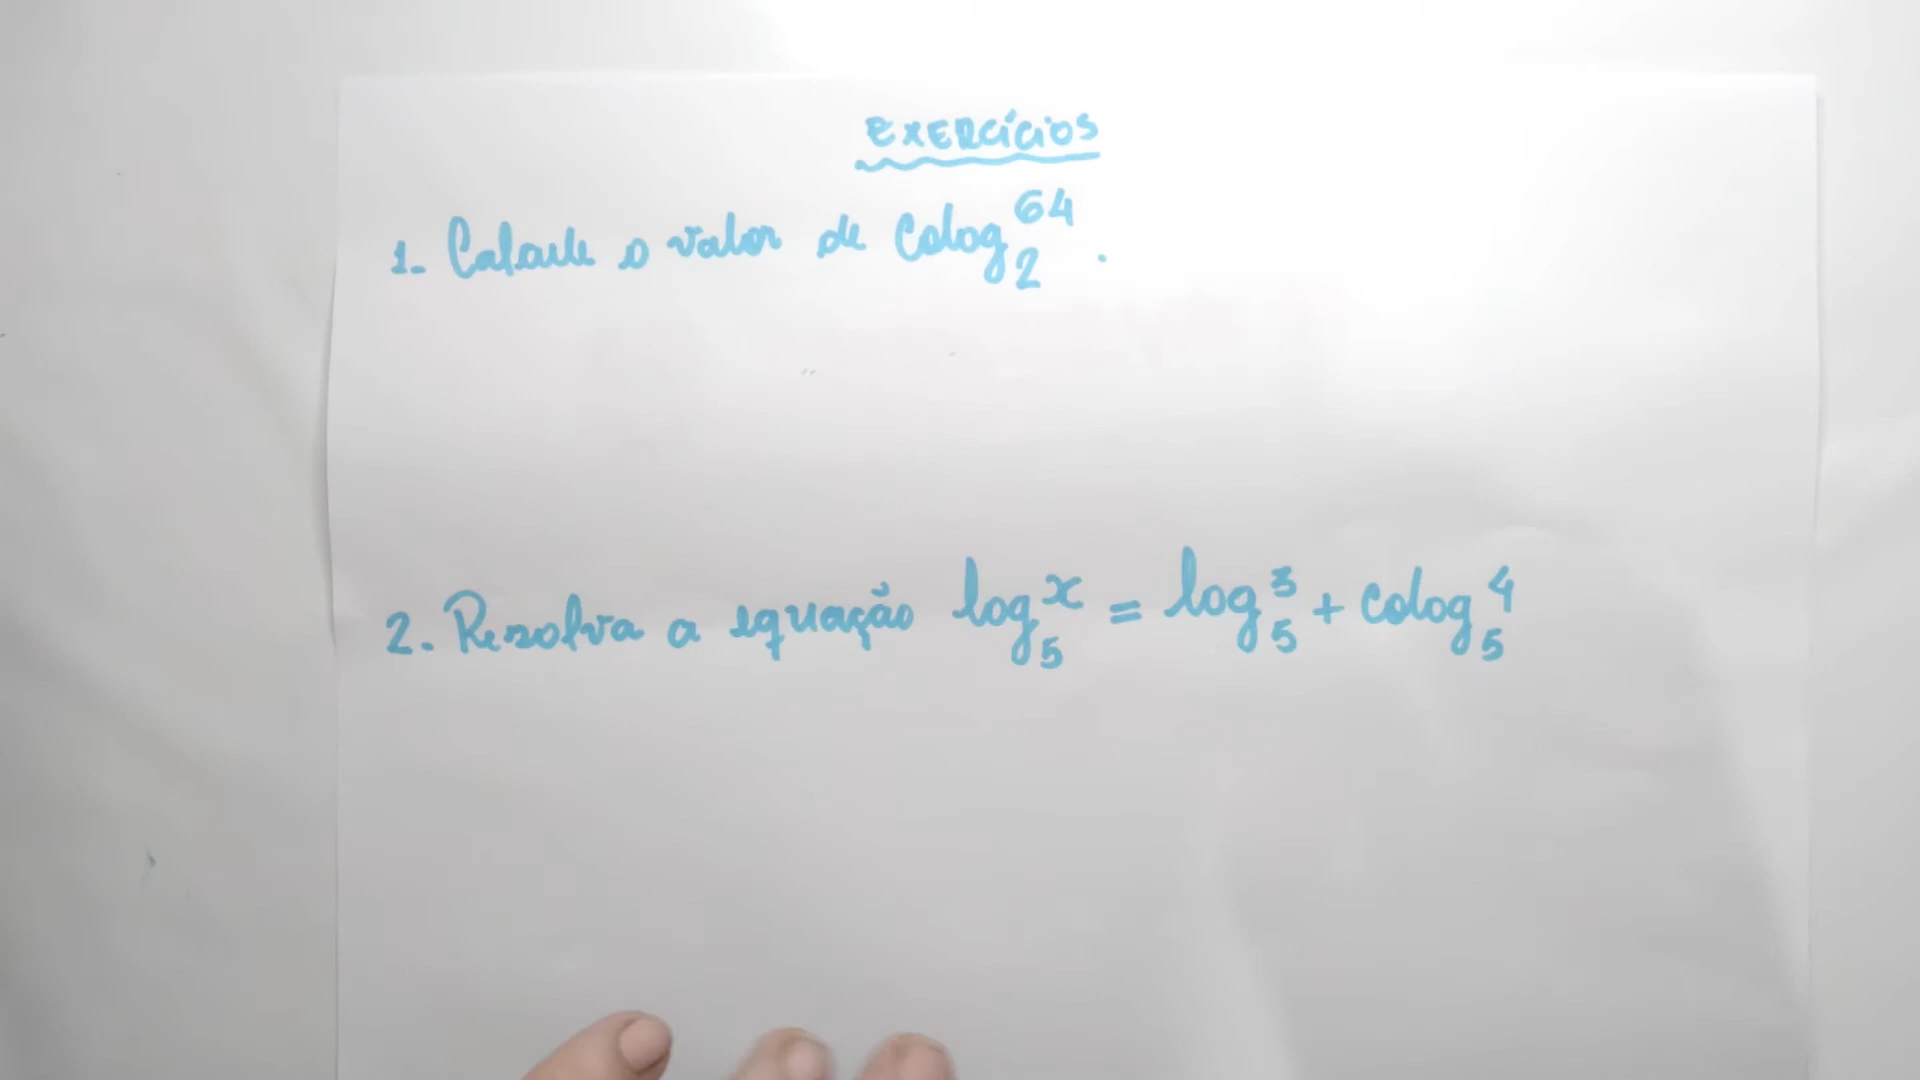 EXERCÍCIOS
1- Calcule o valor de Colog₂⁶⁴.
2. Resolva a equação log₅ˣ = log₅³ + colog₅⁴